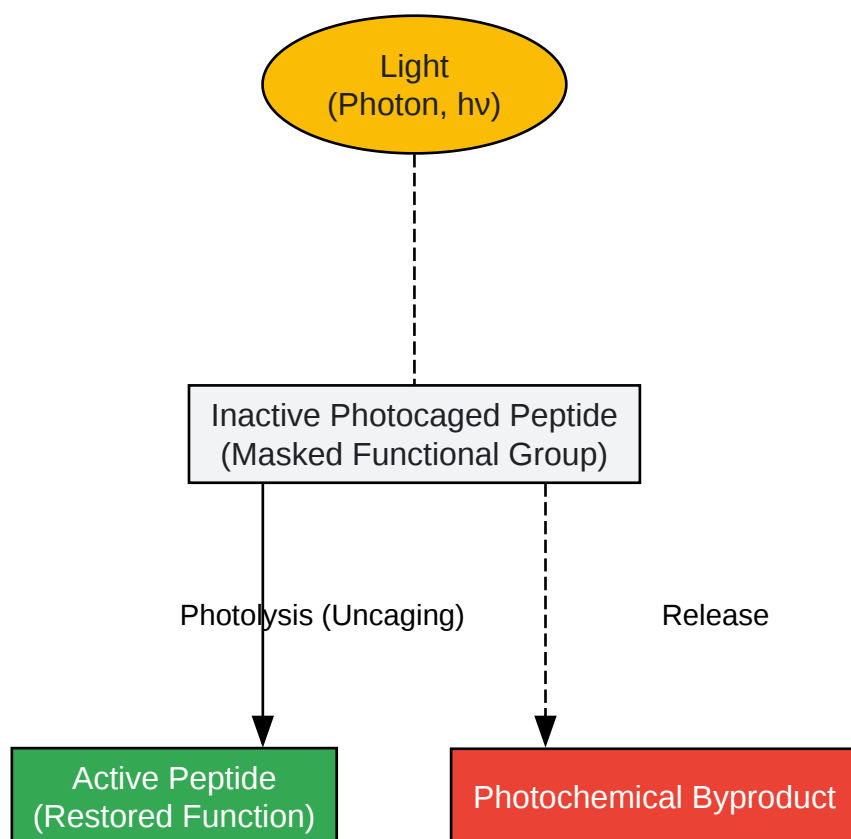 Light
(Photon, hν)
Inactive Photocaged Peptide
(Masked Functional Group)
Photolysis (Uncaging)
Release
Active Peptide
(Restored Function)
Photochemical Byproduct